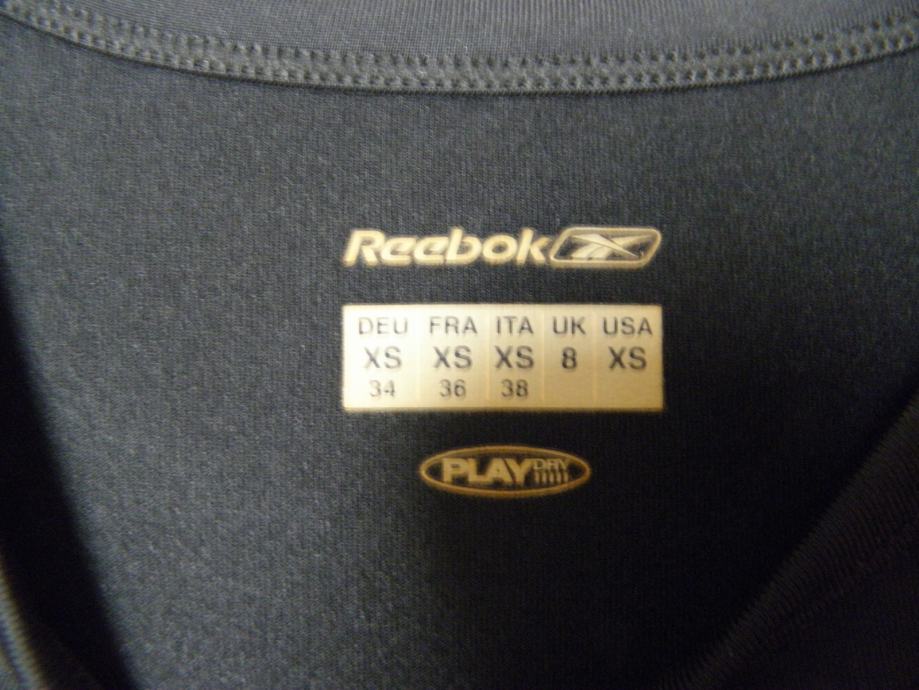 Reebok
DEU FRA ITA UK USA
XS XS XS 8 XS
34 36 38
PLAY DRY